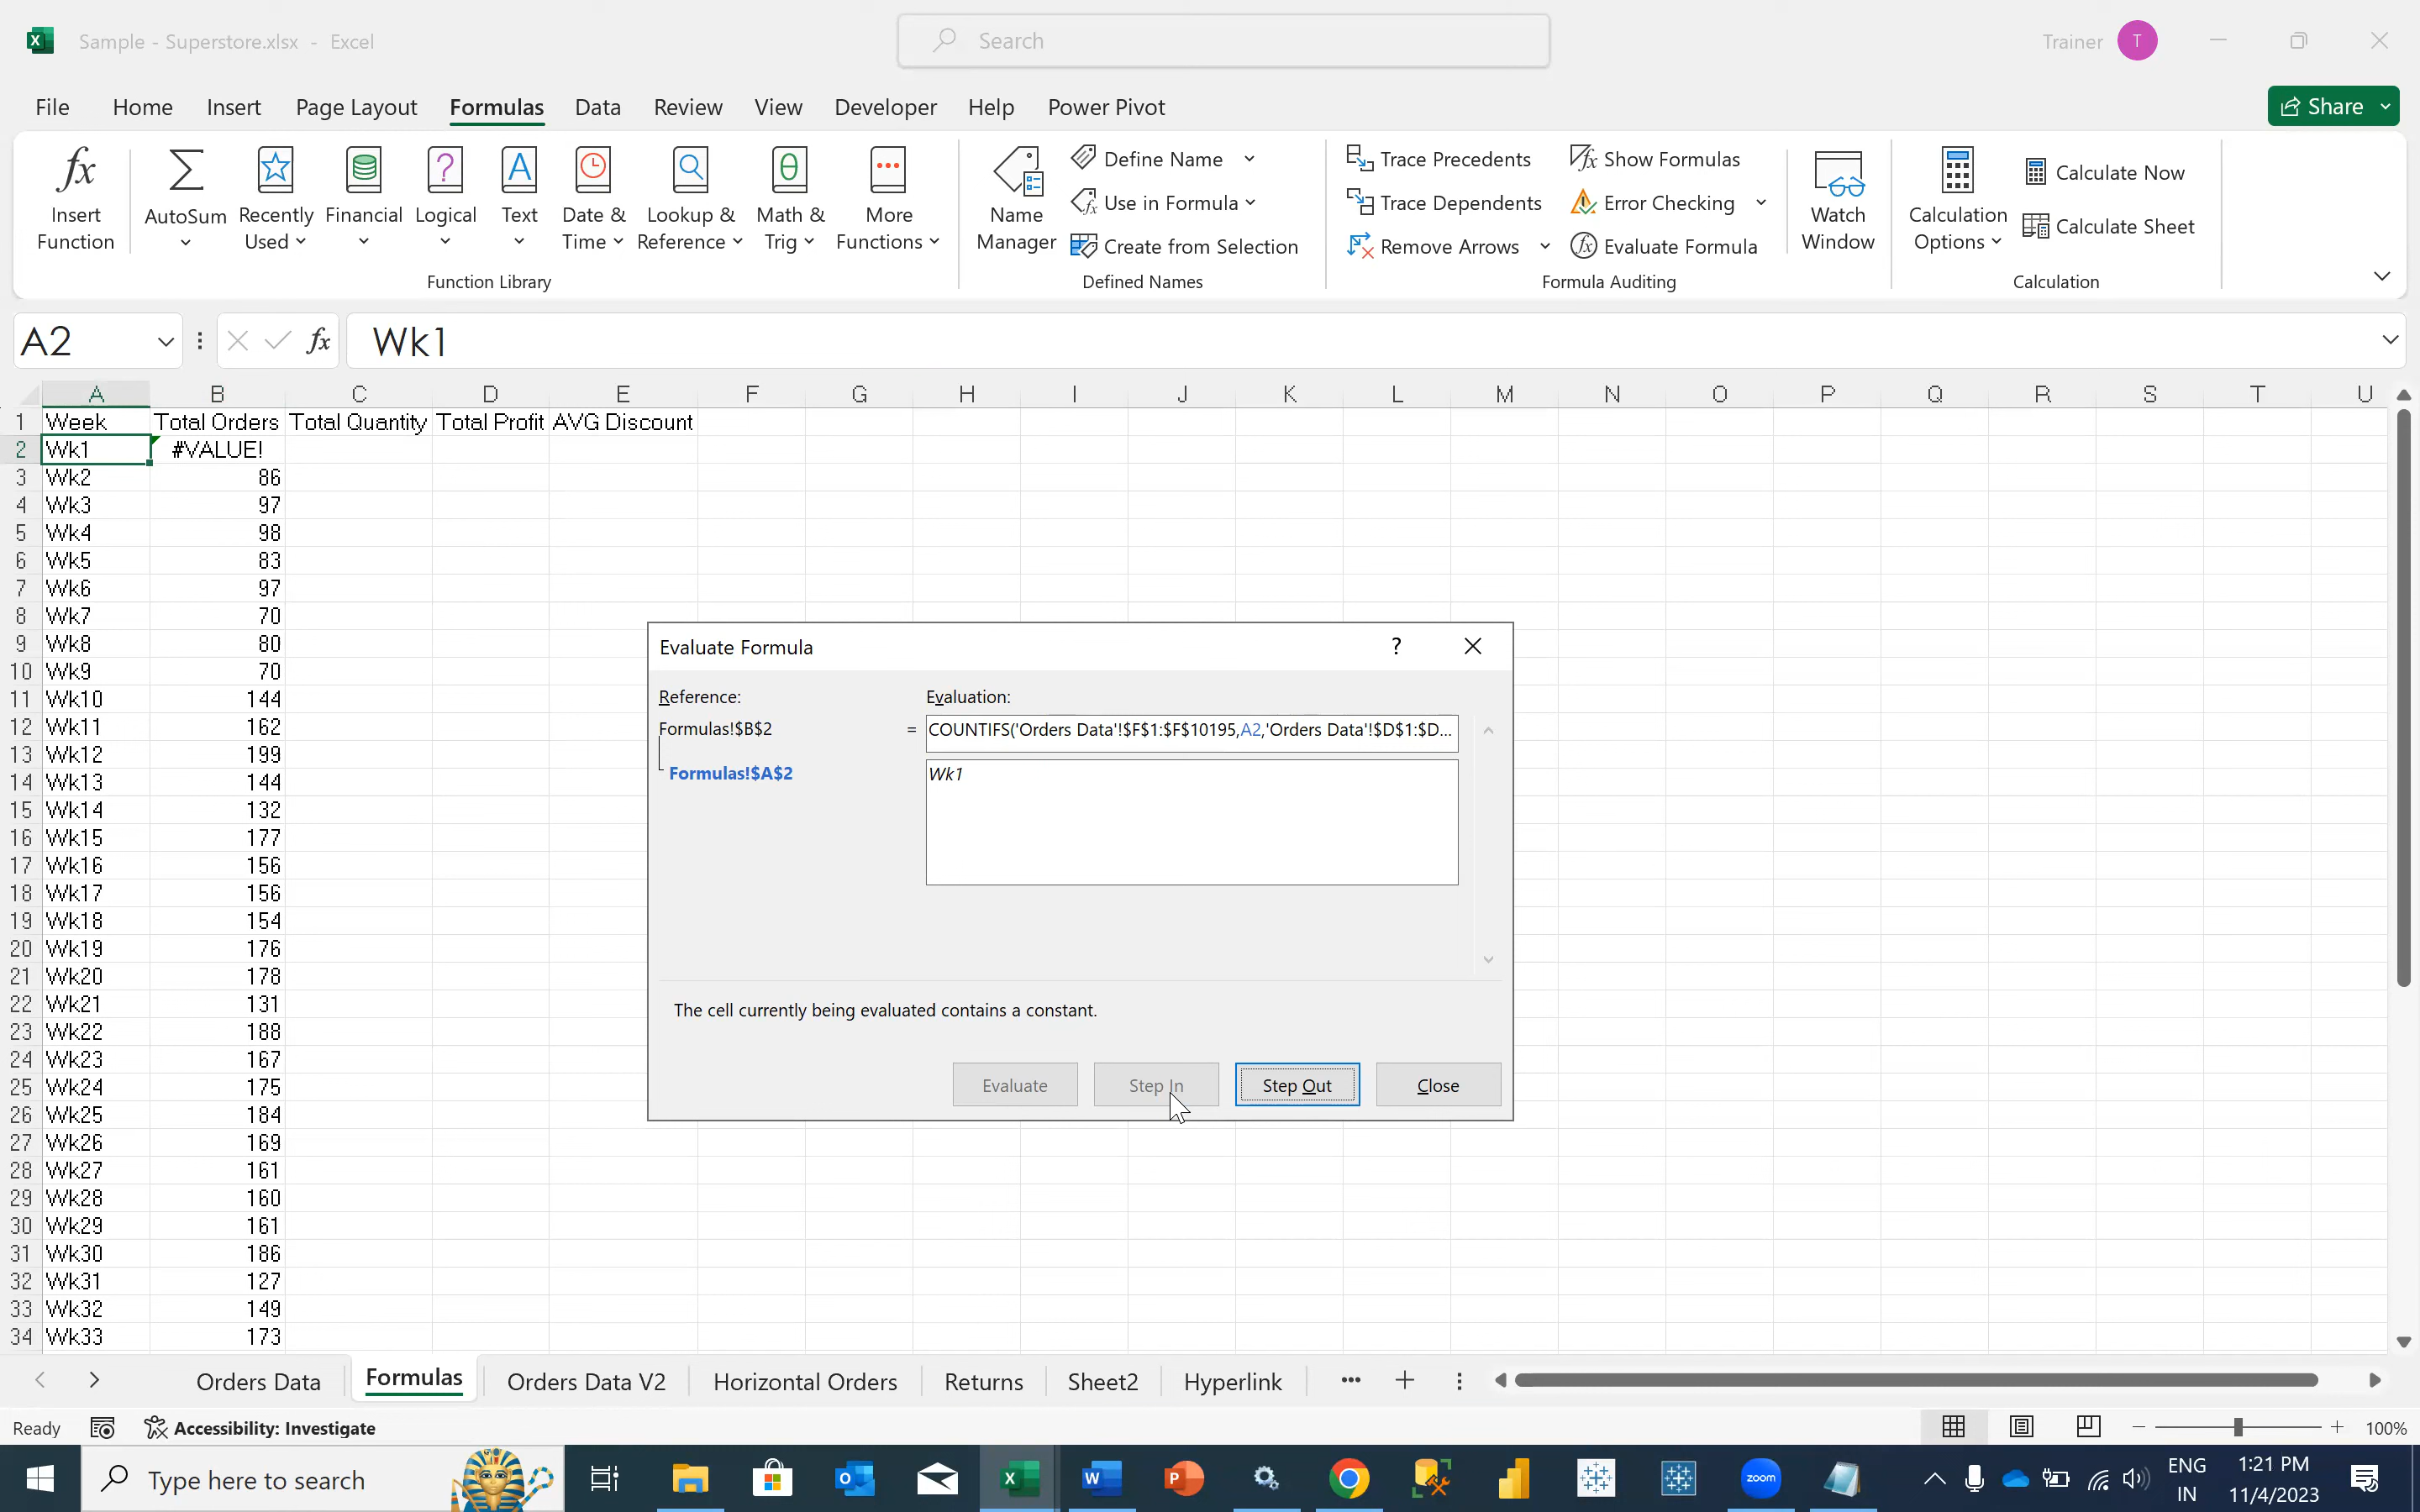 Sample - Superstore.xlsx - Excel
Search
Trainer T
File Home Insert Page Layout Formulas Data Review View Developer Help Power Pivot
Share
Insert Function
AutoSum
Recently Used
Financial
Logical
Text
Date & Time
Lookup & Reference
Math & Trig
More Functions
Function Library
Name Manager
Define Name
Use in Formula
Create from Selection
Defined Names
Trace Precedents
Trace Dependents
Remove Arrows
Show Formulas
Error Checking
Evaluate Formula
Formula Auditing
Watch Window
Calculation Options
Calculate Now
Calculate Sheet
Calculation
A2 fx Wk1
A B C D E F G H I J K L M N O P Q R S T U
1 Week Total Orders Total Quantity Total Profit AVG Discount
2 Wk1 #VALUE!
3 Wk2 86
4 Wk3 97
5 Wk4 98
6 Wk5 83
7 Wk6 97
8 Wk7 70
9 Wk8 80
10 Wk9 70
11 Wk10 144
12 Wk11 162
13 Wk12 199
14 Wk13 144
15 Wk14 132
16 Wk15 177
17 Wk16 156
18 Wk17 156
19 Wk18 154
20 Wk19 176
21 Wk20 178
22 Wk21 131
23 Wk22 188
24 Wk23 167
25 Wk24 175
26 Wk25 184
27 Wk26 169
28 Wk27 161
29 Wk28 160
30 Wk29 161
31 Wk30 186
32 Wk31 127
33 Wk32 149
34 Wk33 173
Evaluate Formula ?
Reference: Evaluation:
Formulas!$B$2 = COUNTIFS('Orders Data'!$F$1:$F$10195,A2,'Orders Data'!$D$1:$D...
Formulas!$A$2 Wk1
The cell currently being evaluated contains a constant.
Evaluate Step In Step Out Close
Orders Data Formulas Orders Data V2 Horizontal Orders Returns Sheet2 Hyperlink ...
Ready Accessibility: Investigate 100%
Type here to search
zoom
ENG
IN
1:21 PM
11/4/2023